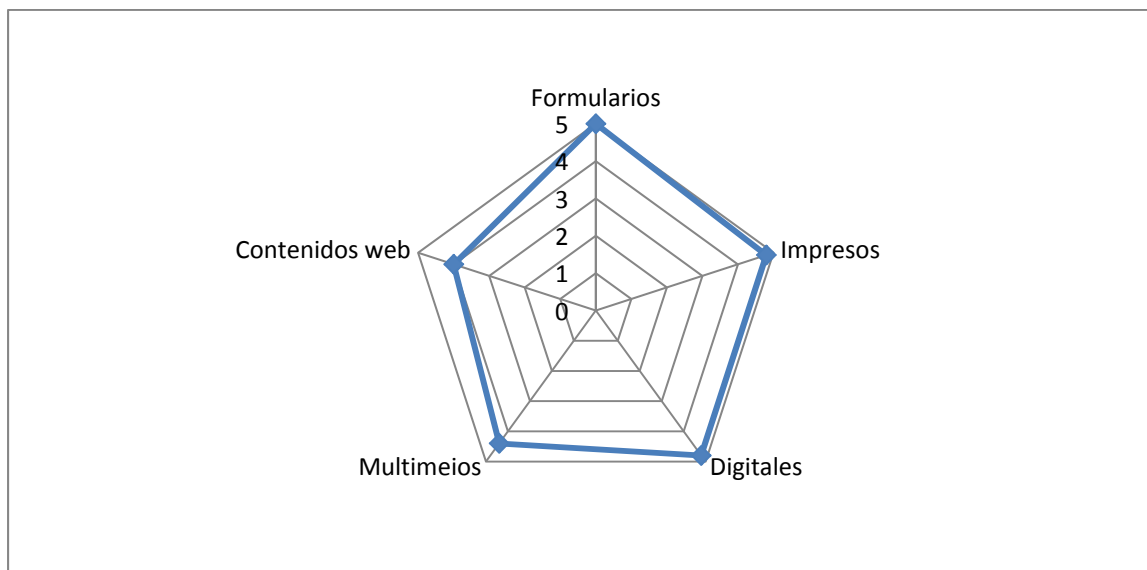 Formularios
5
4
3
2
1
0
Impresos
Digitales
Multimeios
Contenidos web